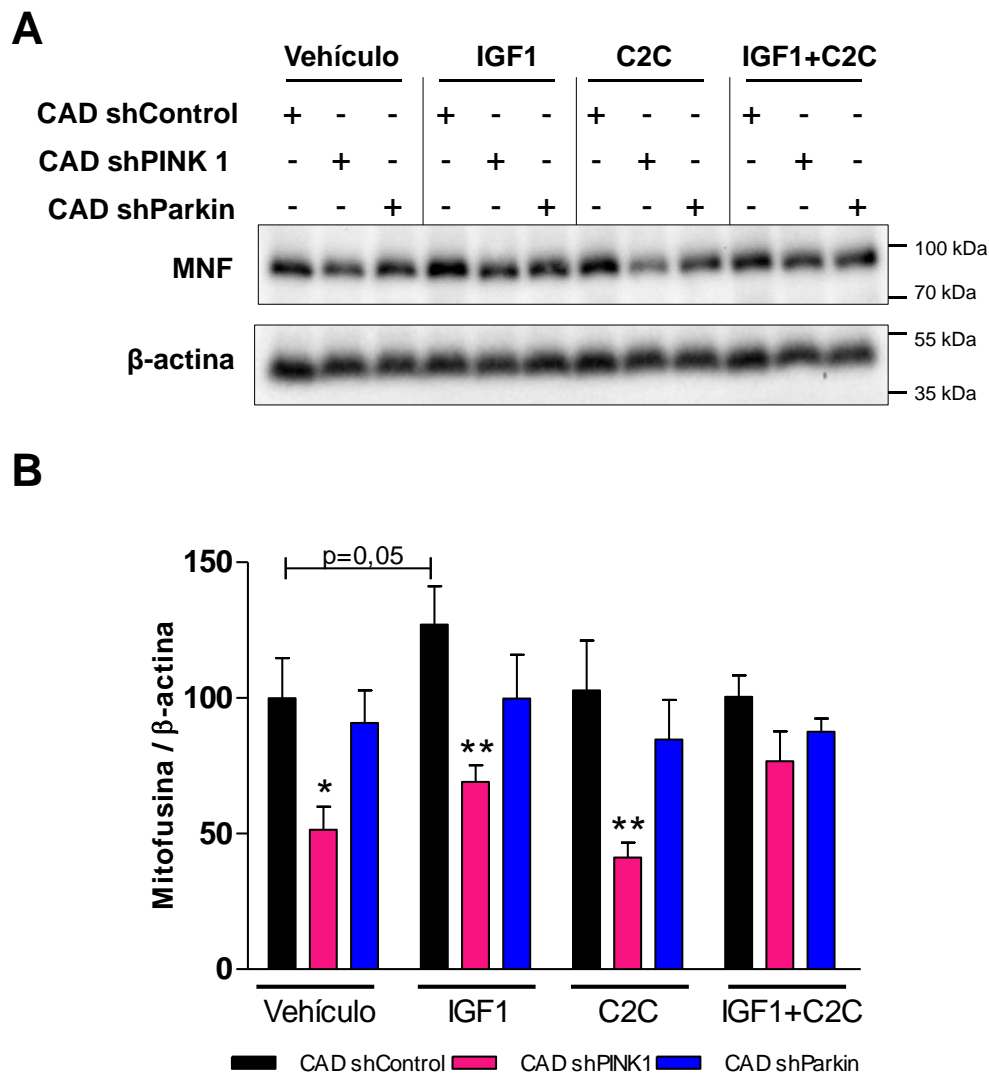 A
Vehículo IGF1 C2C IGF1+C2C
CAD shControl + - - + - - + - - + - -
CAD shPINK 1 - + - - + - - + - - + -
CAD shParkin - - + - - + - - + - - +
MNF
100 kDa
70 kDa
β-actina
55 kDa
35 kDa
B
Mitofusina / β-actina
150
100
50
0
p=0,05
* ** **
Vehículo IGF1 C2C IGF1+C2C
CAD shControl CAD shPINK1 CAD shParkin